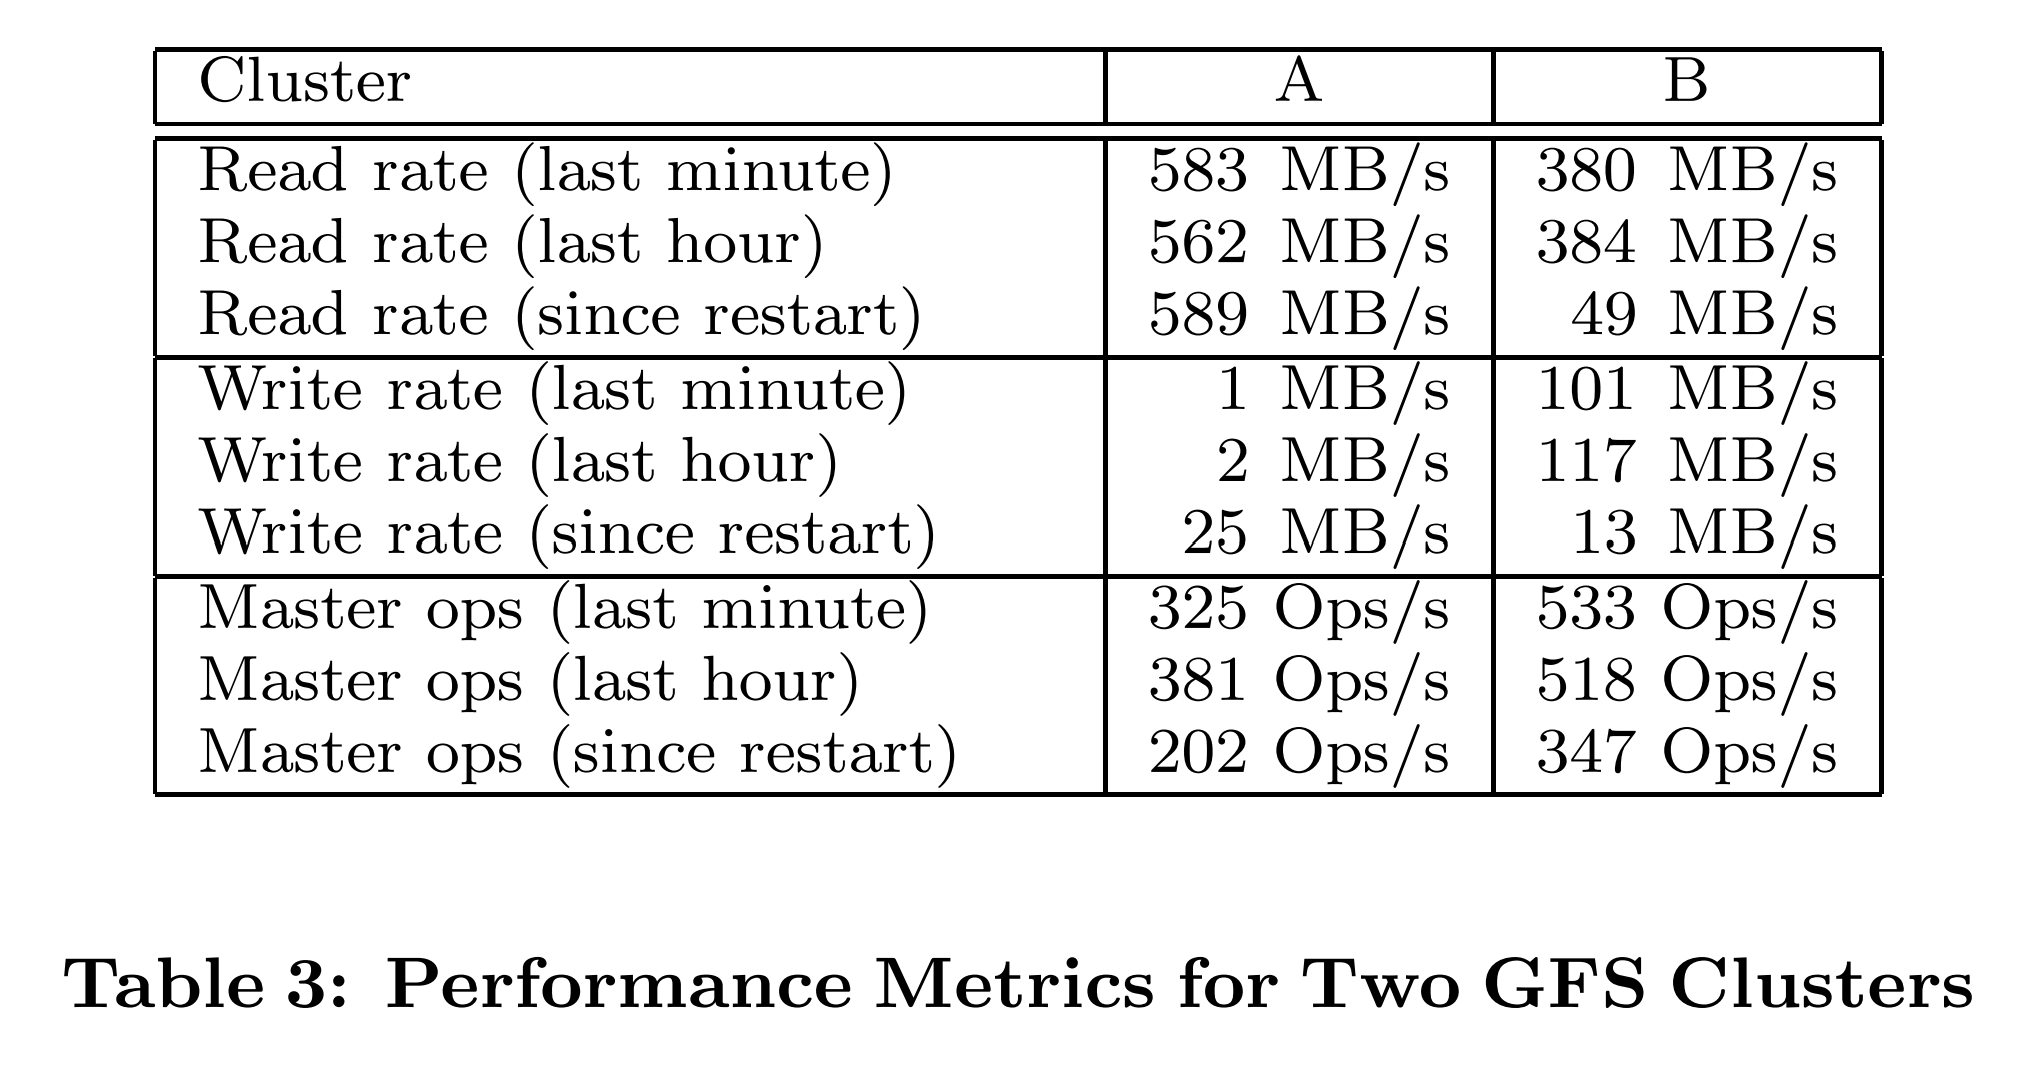 Cluster A B
Read rate (last minute) 583 MB/s 380 MB/s
Read rate (last hour) 562 MB/s 384 MB/s
Read rate (since restart) 589 MB/s 49 MB/s
Write rate (last minute) 1 MB/s 101 MB/s
Write rate (last hour) 2 MB/s 117 MB/s
Write rate (since restart) 25 MB/s 13 MB/s
Master ops (last minute) 325 Ops/s 533 Ops/s
Master ops (last hour) 381 Ops/s 518 Ops/s
Master ops (since restart) 202 Ops/s 347 Ops/s
Table 3: Performance Metrics for Two GFS Clusters